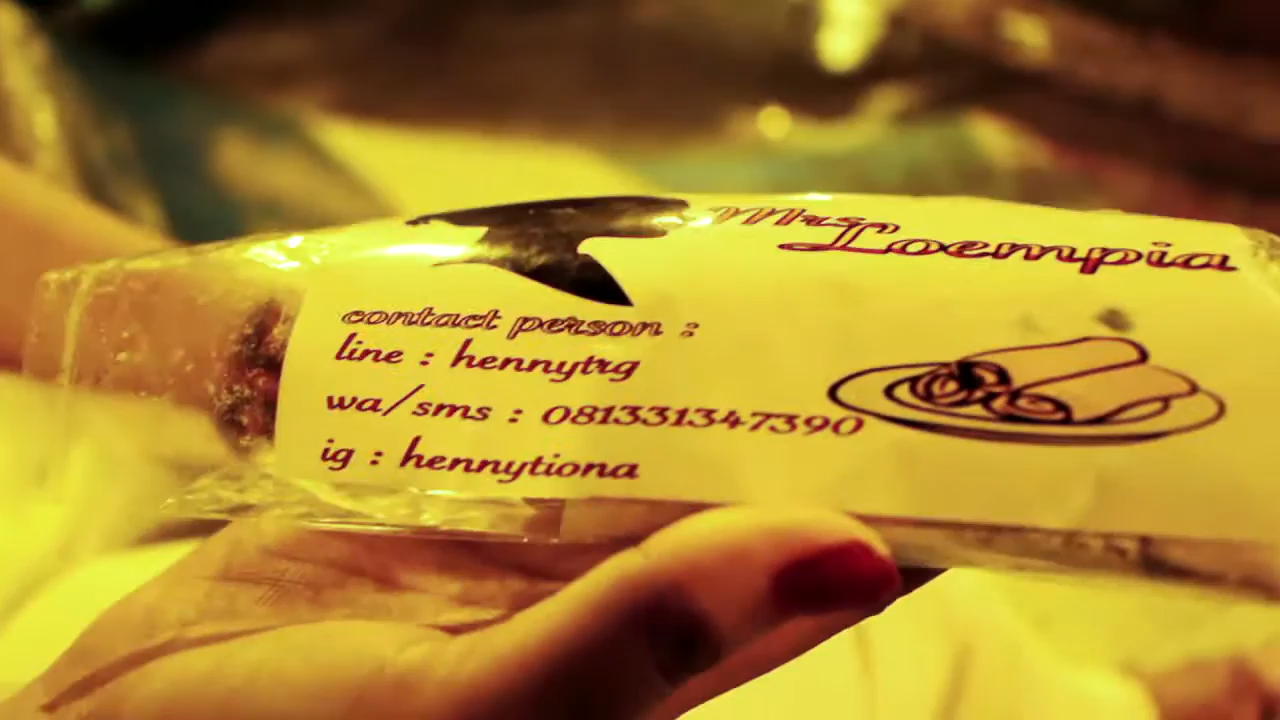 Mrs. Loempia
contact person :
line : hennytrg
wa/sms : 081331347390
ig : hennytiona